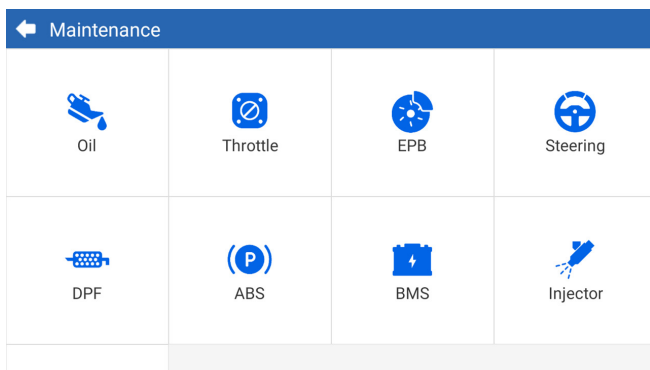 Maintenance
Oil
Throttle
EPB
Steering
DPF
P
ABS
BMS
Injector